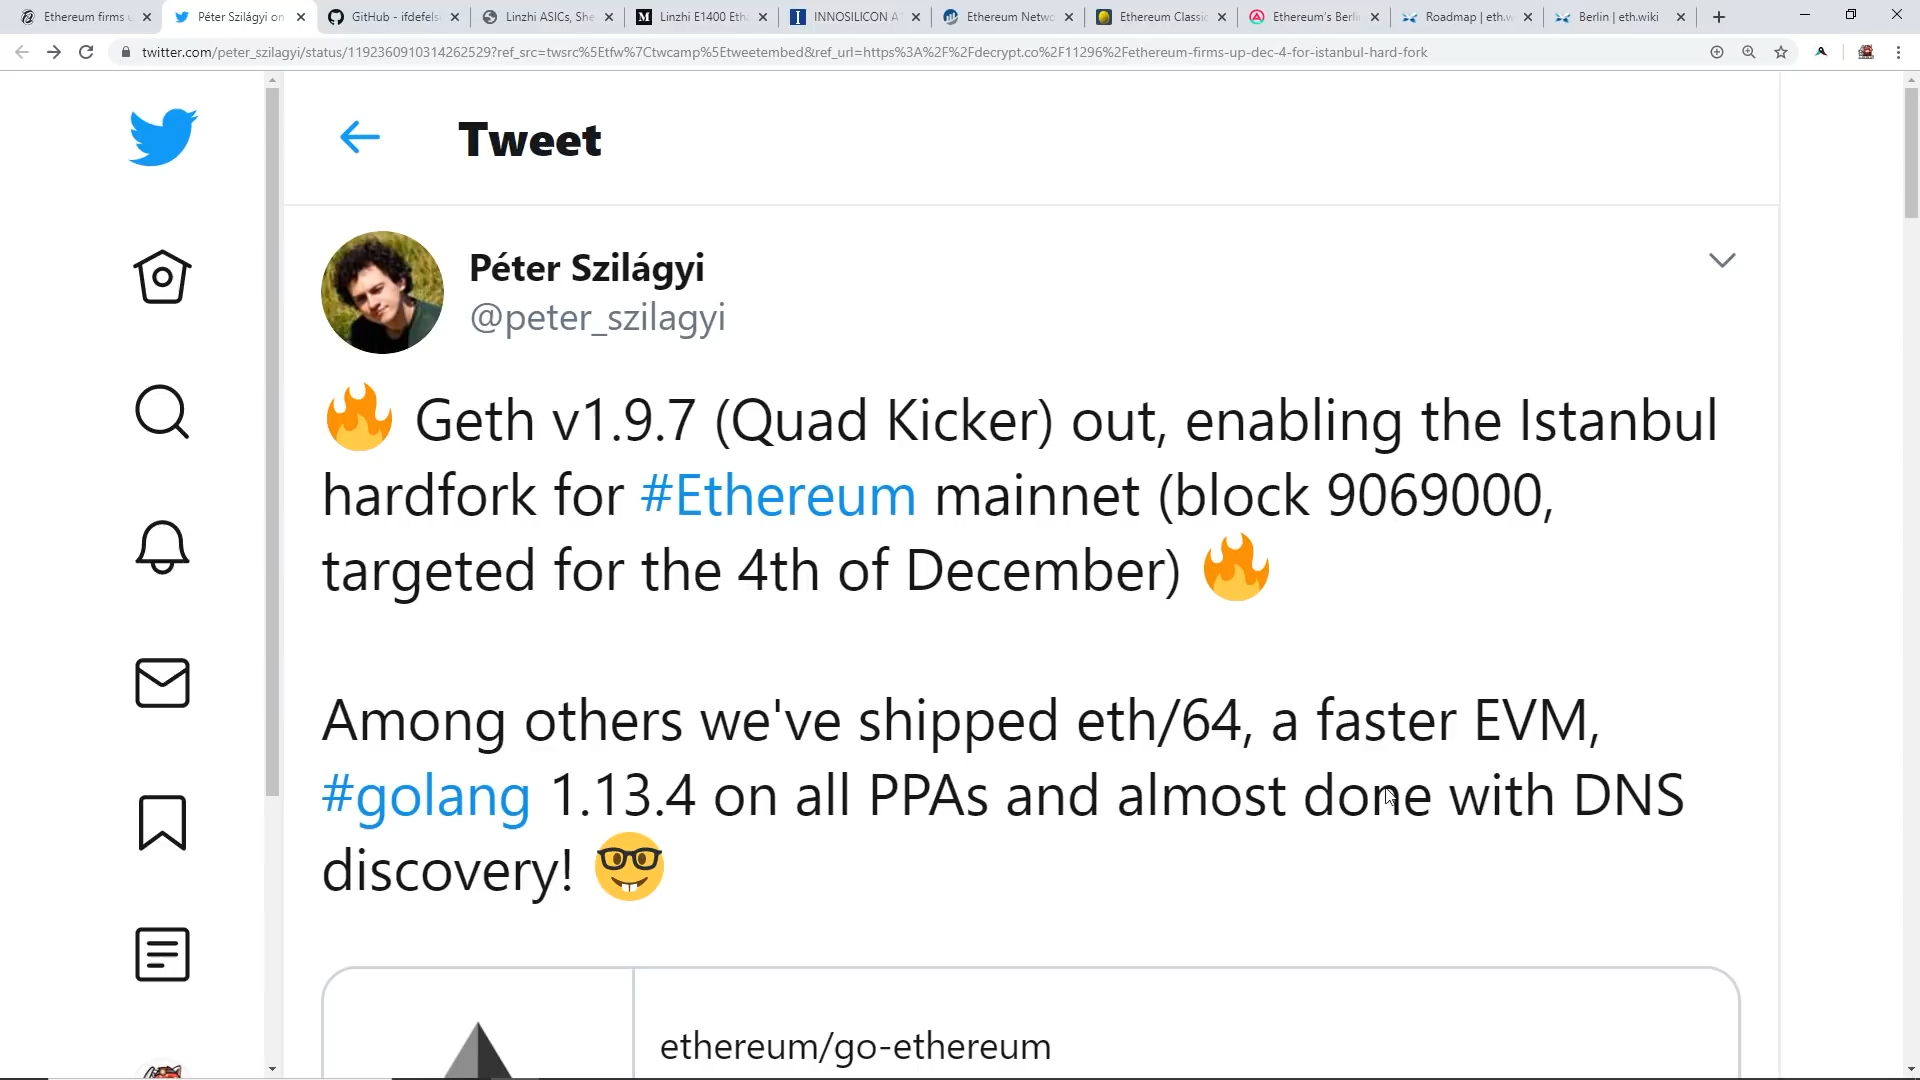 Ethereum firms u
Péter Szilágyi on
GitHub - ifdefels
Linzhi ASICs, She
Linzhi E1400 Eth
INNOSILICON A
Ethereum Netwo
Ethereum Classic
Ethereum's Berli
Roadmap | eth.w
Berlin | eth.wiki
twitter.com/peter_szilagyi/status/1192360910314262529?ref_src=twsrc%5Etfw%7Ctwcamp%5Etweetembed&ref_url=https%3A%2F%2Fdecrypt.co%2F11296%2Fethereum-firms-up-dec-4-for-istanbul-hard-fork
Tweet
Péter Szilágyi
@peter_szilagyi
🔥 Geth v1.9.7 (Quad Kicker) out, enabling the Istanbul
hardfork for #Ethereum mainnet (block 9069000,
targeted for the 4th of December) 🔥
Among others we've shipped eth/64, a faster EVM,
#golang 1.13.4 on all PPAs and almost done with DNS
discovery! 🤓
ethereum/go-ethereum